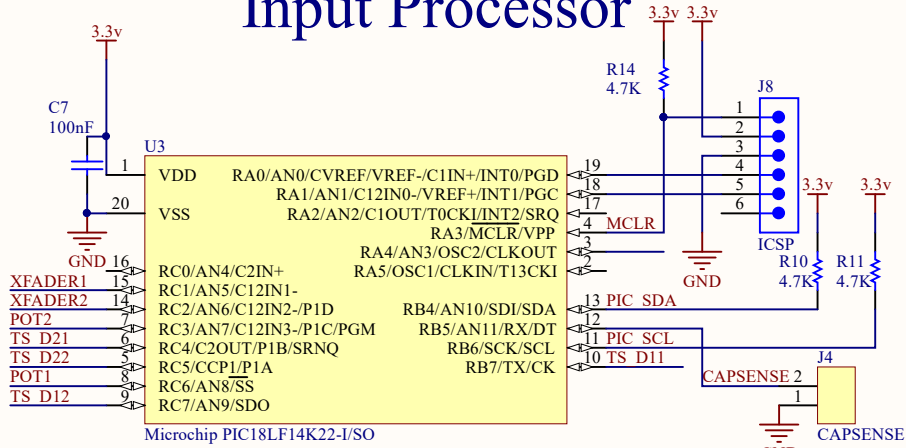 Input Processor
3.3v
3.3v 3.3v
R14
4.7K
J8
1
2
3
4
5
6
ICSP
C7
100nF
U3
1 VDD
20 VSS
GND
16 RC0/AN4/C2IN+
XFADER1 15 RC1/AN5/C12IN1-
XFADER2 14 RC2/AN6/C12IN2-/P1D
POT2 7 RC3/AN7/C12IN3-/P1C/PGM
TS_D21 6 RC4/C2OUT/P1B/SRNQ
TS_D22 5 RC5/CCP1/P1A
POT1 8 RC6/AN8/SS
TS_D12 9 RC7/AN9/SDO
RA0/AN0/CVREF/VREF-/C1IN+/INT0/PGD 19
RA1/AN1/C12IN0-/VREF+/INT1/PGC 18
RA2/AN2/C1OUT/T0CKI/INT2/SRQ 17
RA3/MCLR/VPP 4 MCLR
RA4/AN3/OSC2/CLKOUT 3
RA5/OSC1/CLKIN/T13CKI 2
RB4/AN10/SDI/SDA 13 PIC_SDA
RB5/AN11/RX/DT 12
RB6/SCK/SCL 11 PIC_SCL
RB7/TX/CK 10 TS_D11
GND
3.3v 3.3v
R10
4.7K
R11
4.7K
J4
CAPSENSE 2
1
CAPSENSE
Microchip PIC18LF14K22-I/SO